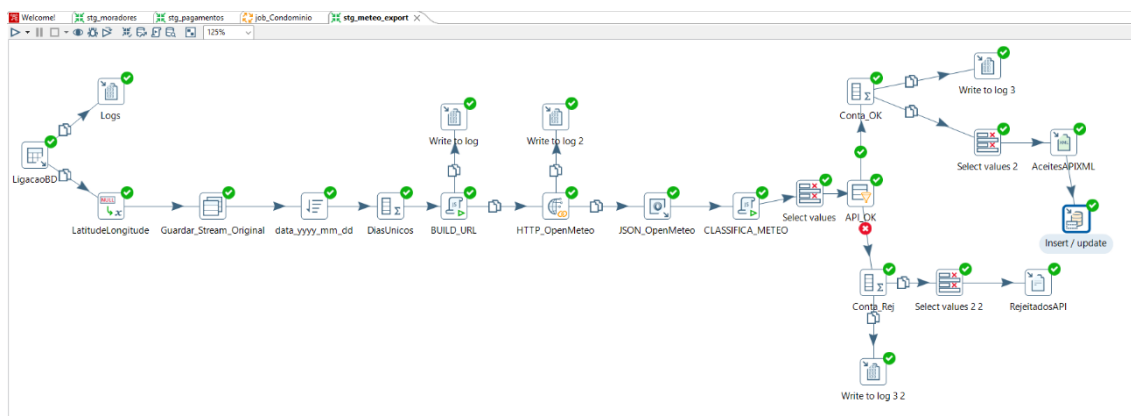 Welcome!
stg_moradores
stg_pagamentos
job_Condominio
stg_meteo_export
125%
Logs
LigacaoBD
NULL
x
LatitudeLongitude
Guardar_Stream_Original
data_yyyy_mm_dd
DiasUnicos
Write to log
BUILD_URL
Write to log 2
HTTP_OpenMeteo
JSON_OpenMeteo
CLASSIFICA_METEO
Select values
API_OK
Conta_OK
Write to log 3
Select values 2
AceitesAPIXML
Insert / update
Conta_Rej
Select values 2 2
RejeitadosAPI
Write to log 3 2